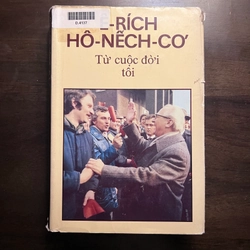 -RÍCH
HÔ-NẾCH-CƠ
Từ cuộc đời
tôi